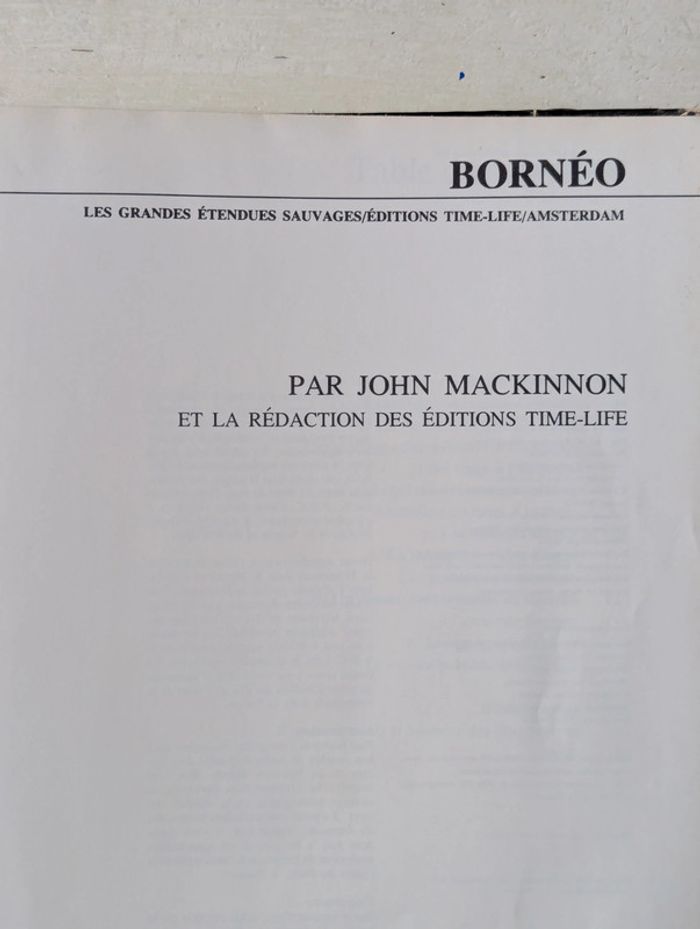 BORNÉO
LES GRANDES ÉTENDUES SAUVAGES/ÉDITIONS TIME-LIFE/AMSTERDAM
PAR JOHN MACKINNON
ET LA RÉDACTION DES ÉDITIONS TIME-LIFE